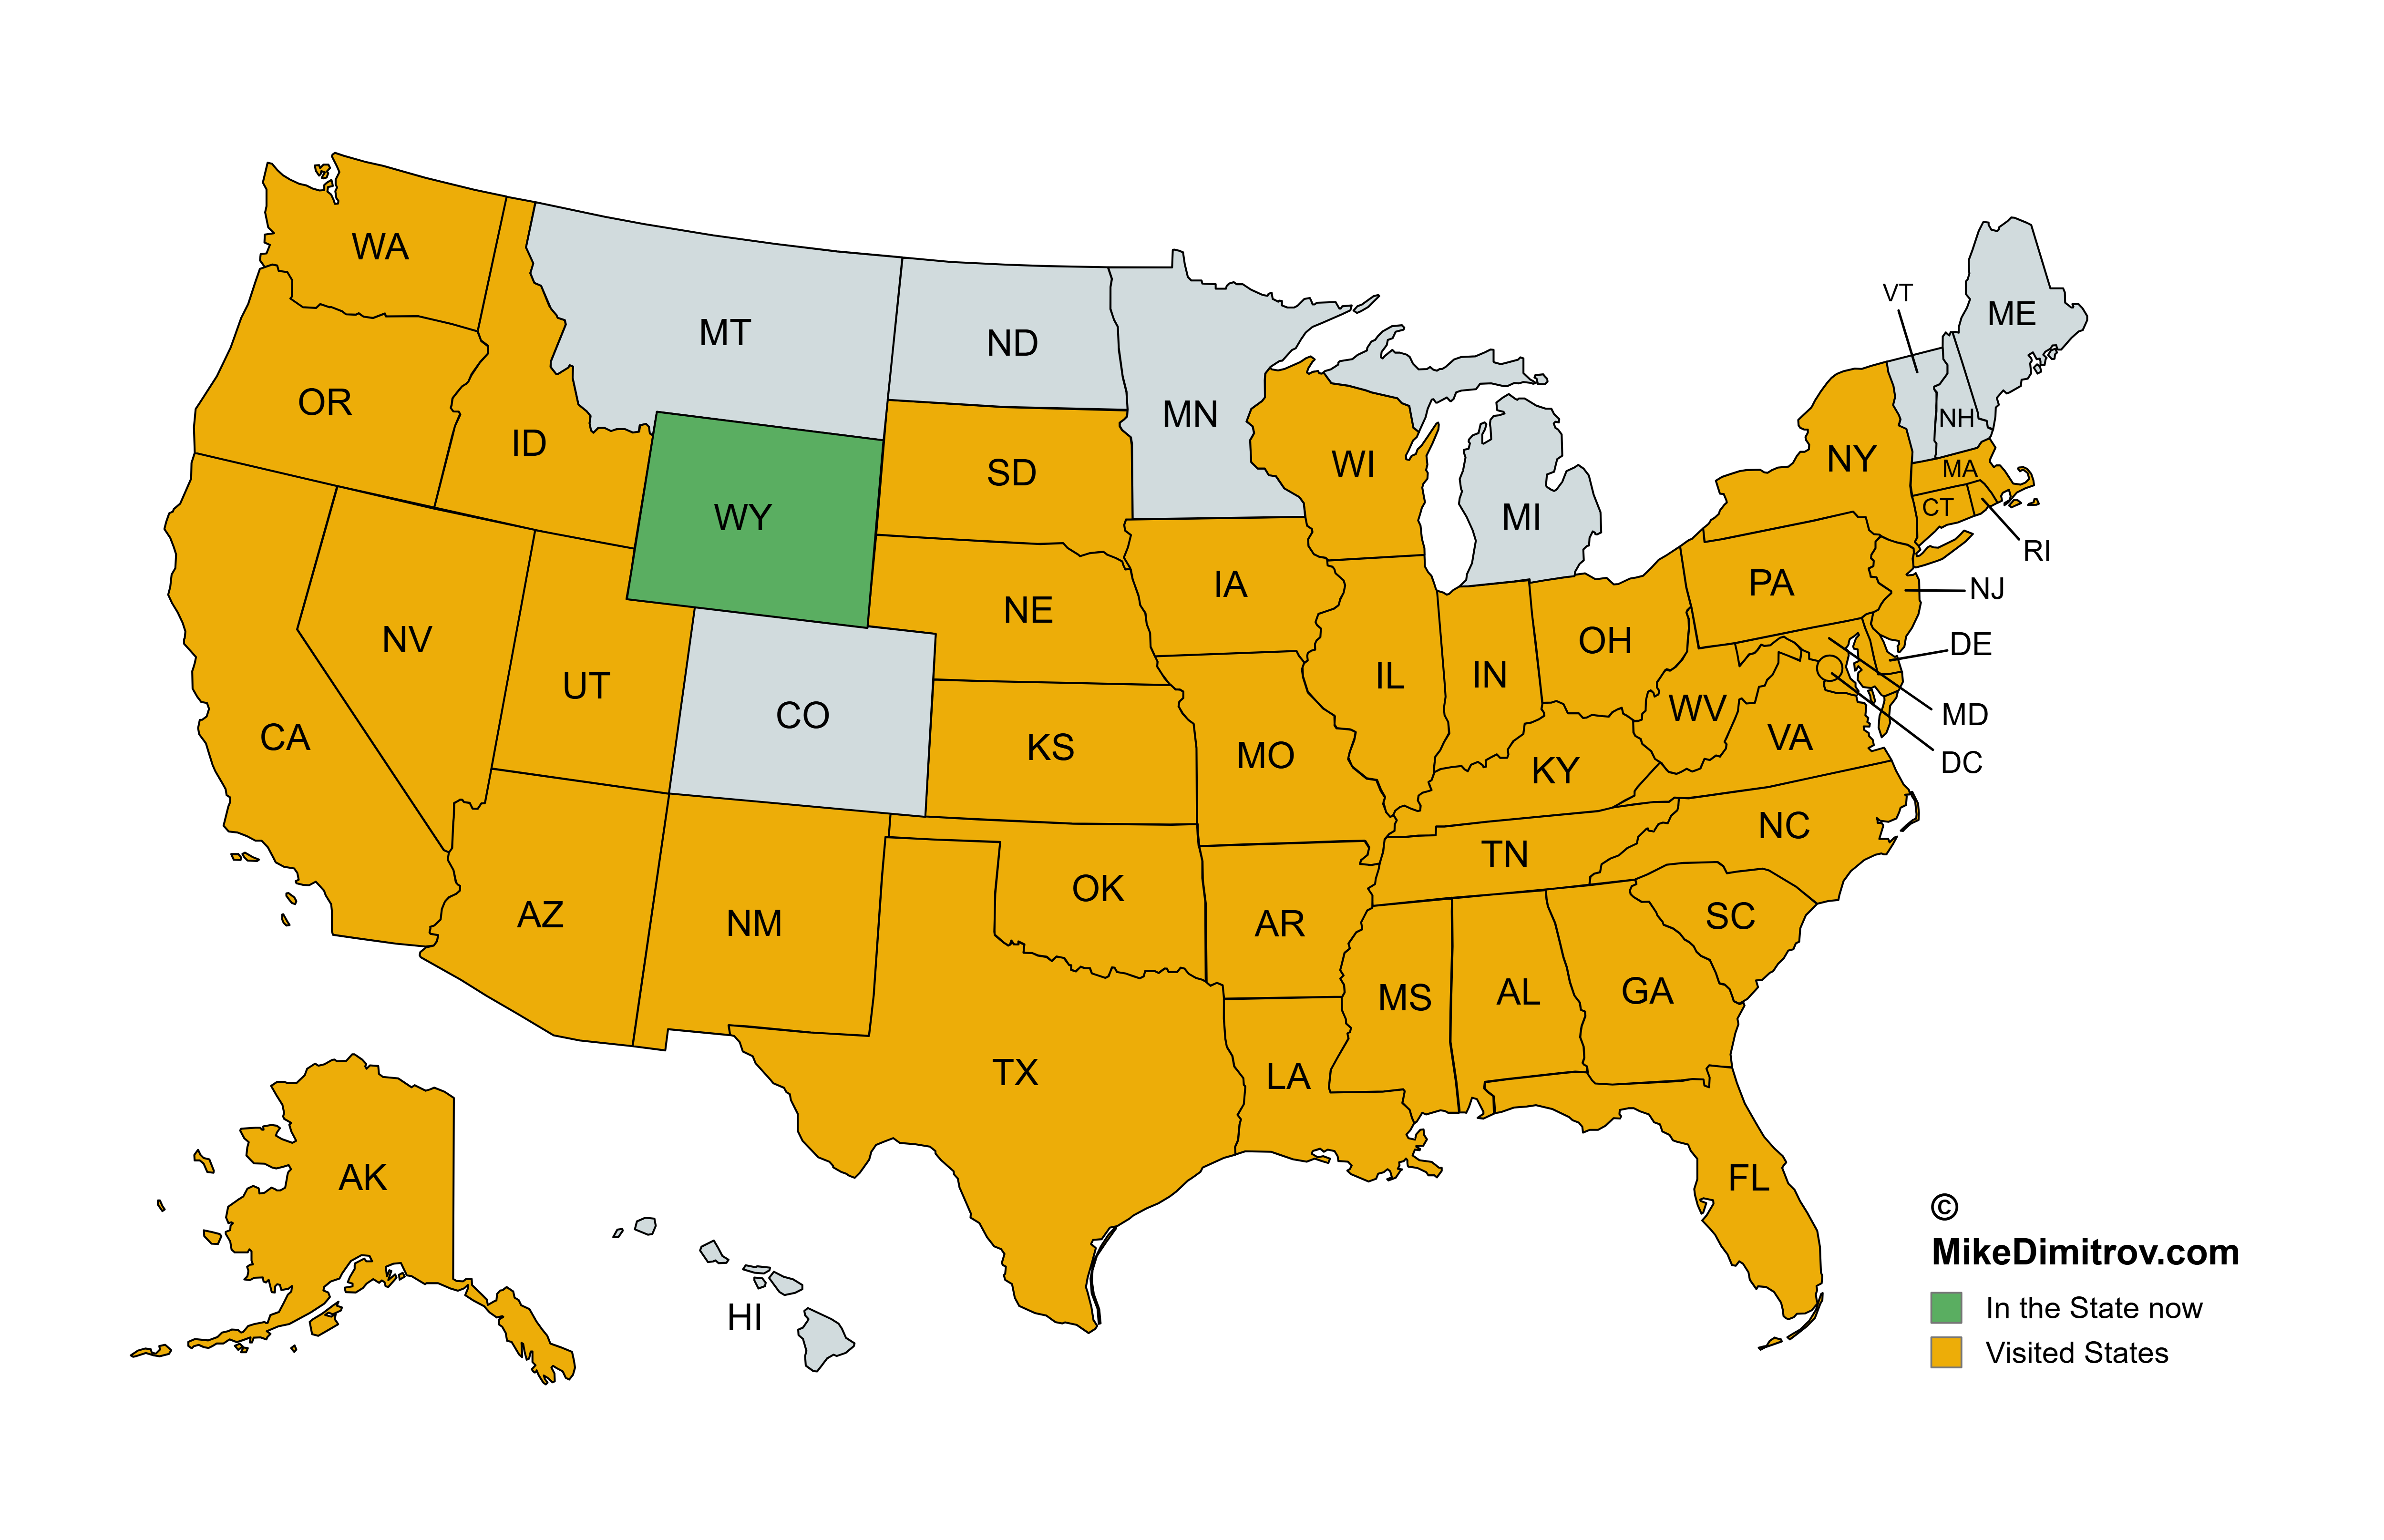 WA
MT
ND
MN
VT
ME
NH
OR
ID
WY
SD
WI
MI
NY
MA
CT
RI
NV
UT
CO
NE
IA
IL
IN
OH
PA
NJ
DE
MD
DC
CA
KS
MO
KY
WV
VA
AZ
NM
OK
AR
TN
NC
SC
TX
LA
MS
AL
GA
FL
AK
HI
©
MikeDimitrov.com
In the State now
Visited States